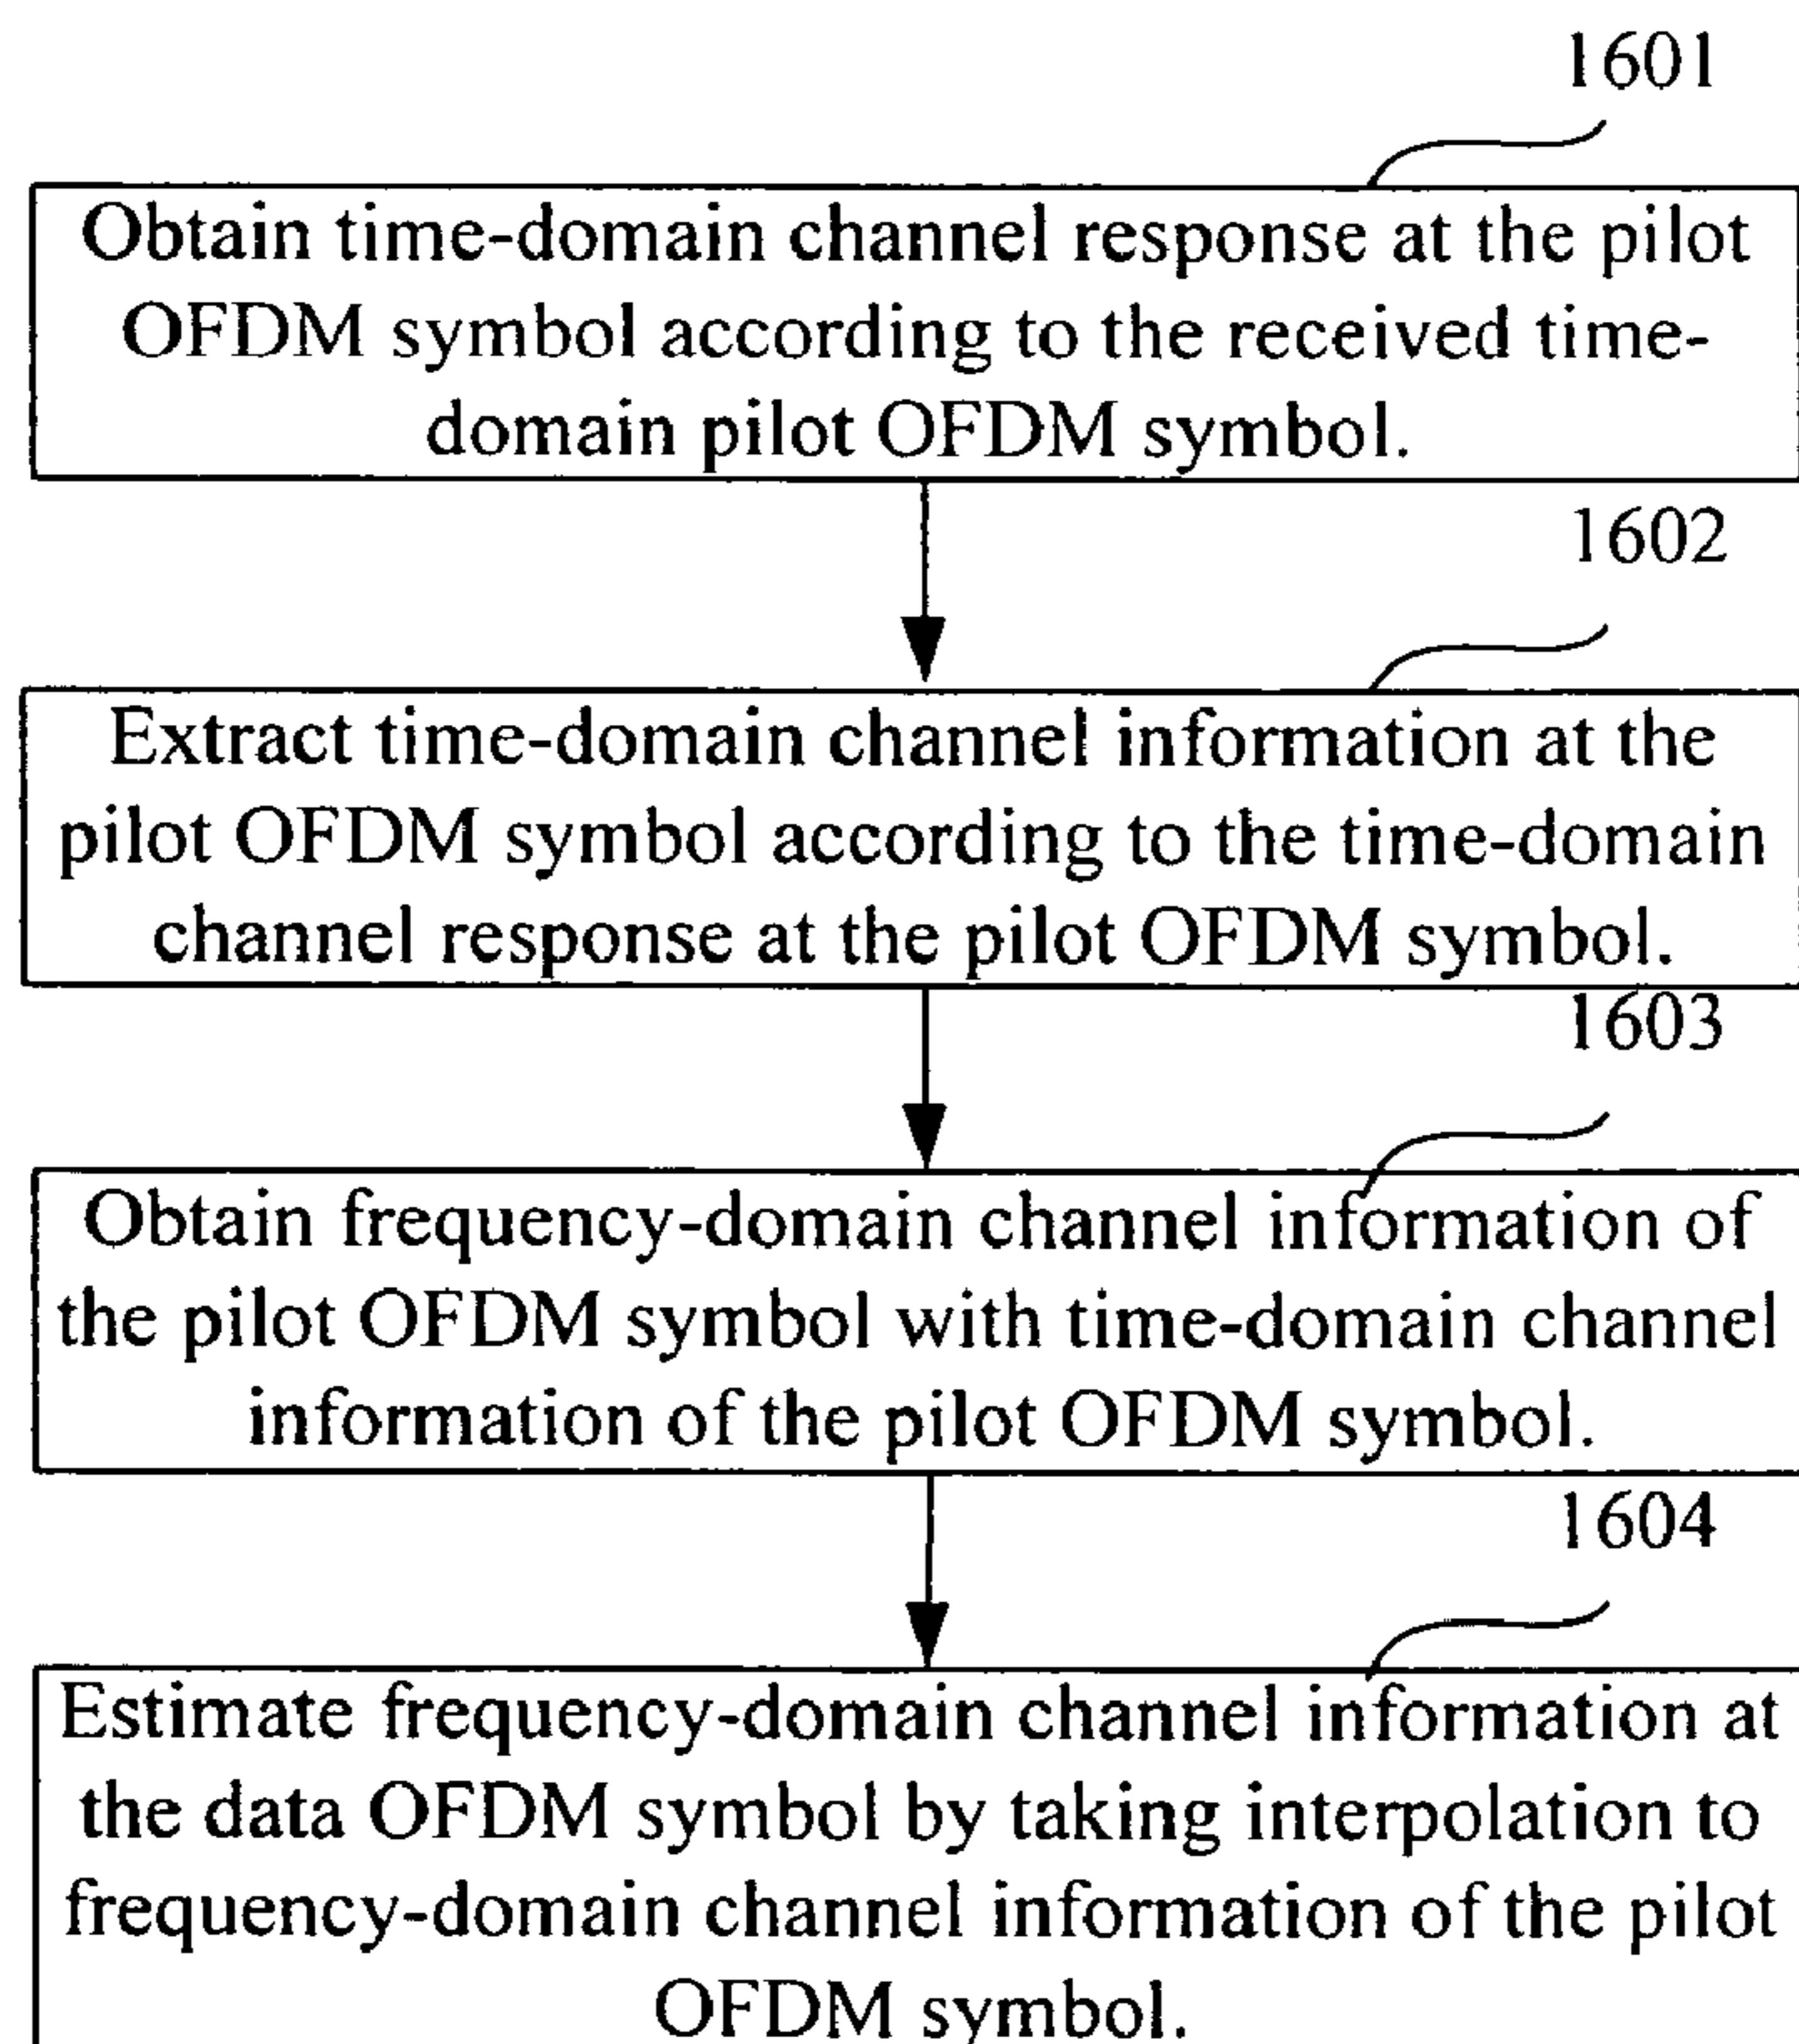 1601
Obtain time-domain channel response at the pilot
OFDM symbol according to the received time-
domain pilot OFDM symbol.
1602
Extract time-domain channel information at the
pilot OFDM symbol according to the time-domain
channel response at the pilot OFDM symbol.
1603
Obtain frequency-domain channel information of
the pilot OFDM symbol with time-domain channel
information of the pilot OFDM symbol.
1604
Estimate frequency-domain channel information at
the data OFDM symbol by taking interpolation to
frequency-domain channel information of the pilot
OFDM symbol.